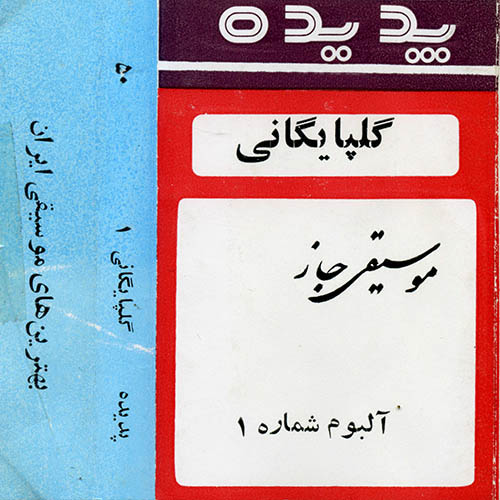 پدیده
گلپایگانی
موسیقی جاز
آلبوم شماره ۱
۵۰
گلپایگانی ۱
پدیده
بهترین‌های موسیقی ایران